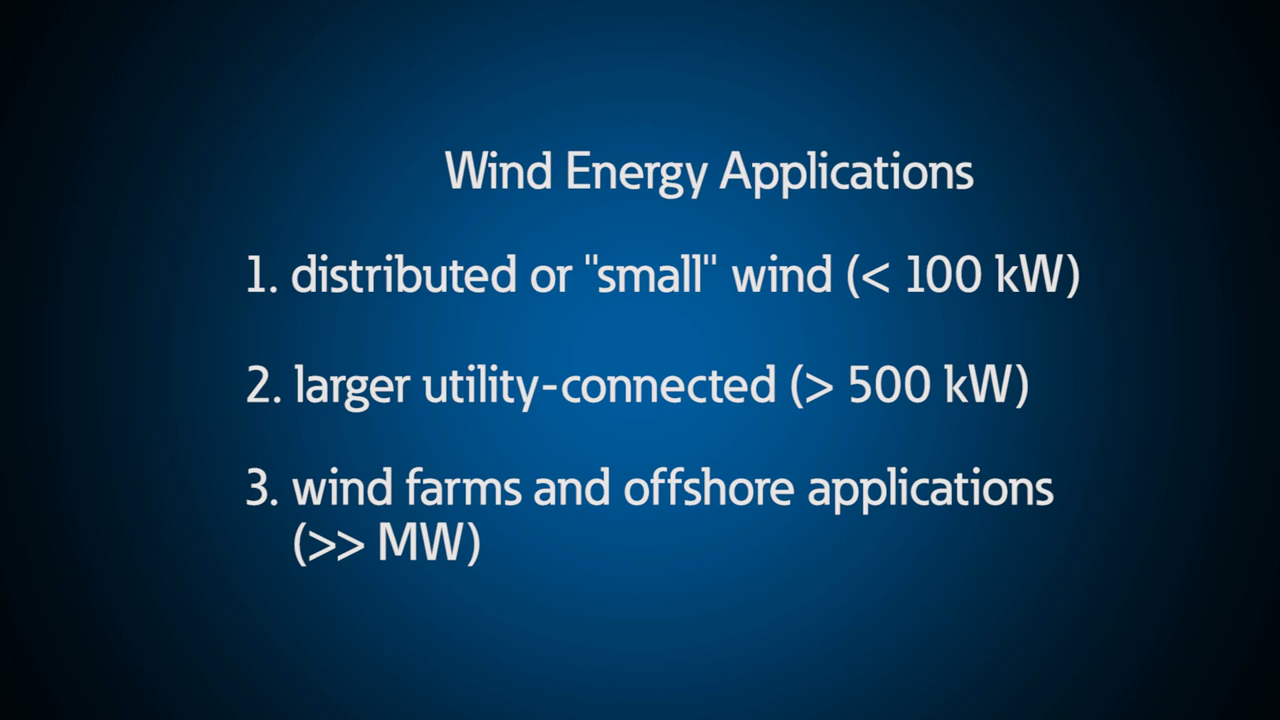 Wind Energy Applications
1. distributed or "small" wind (< 100 kW)
2. larger utility-connected (> 500 kW)
3. wind farms and offshore applications
(>> MW)